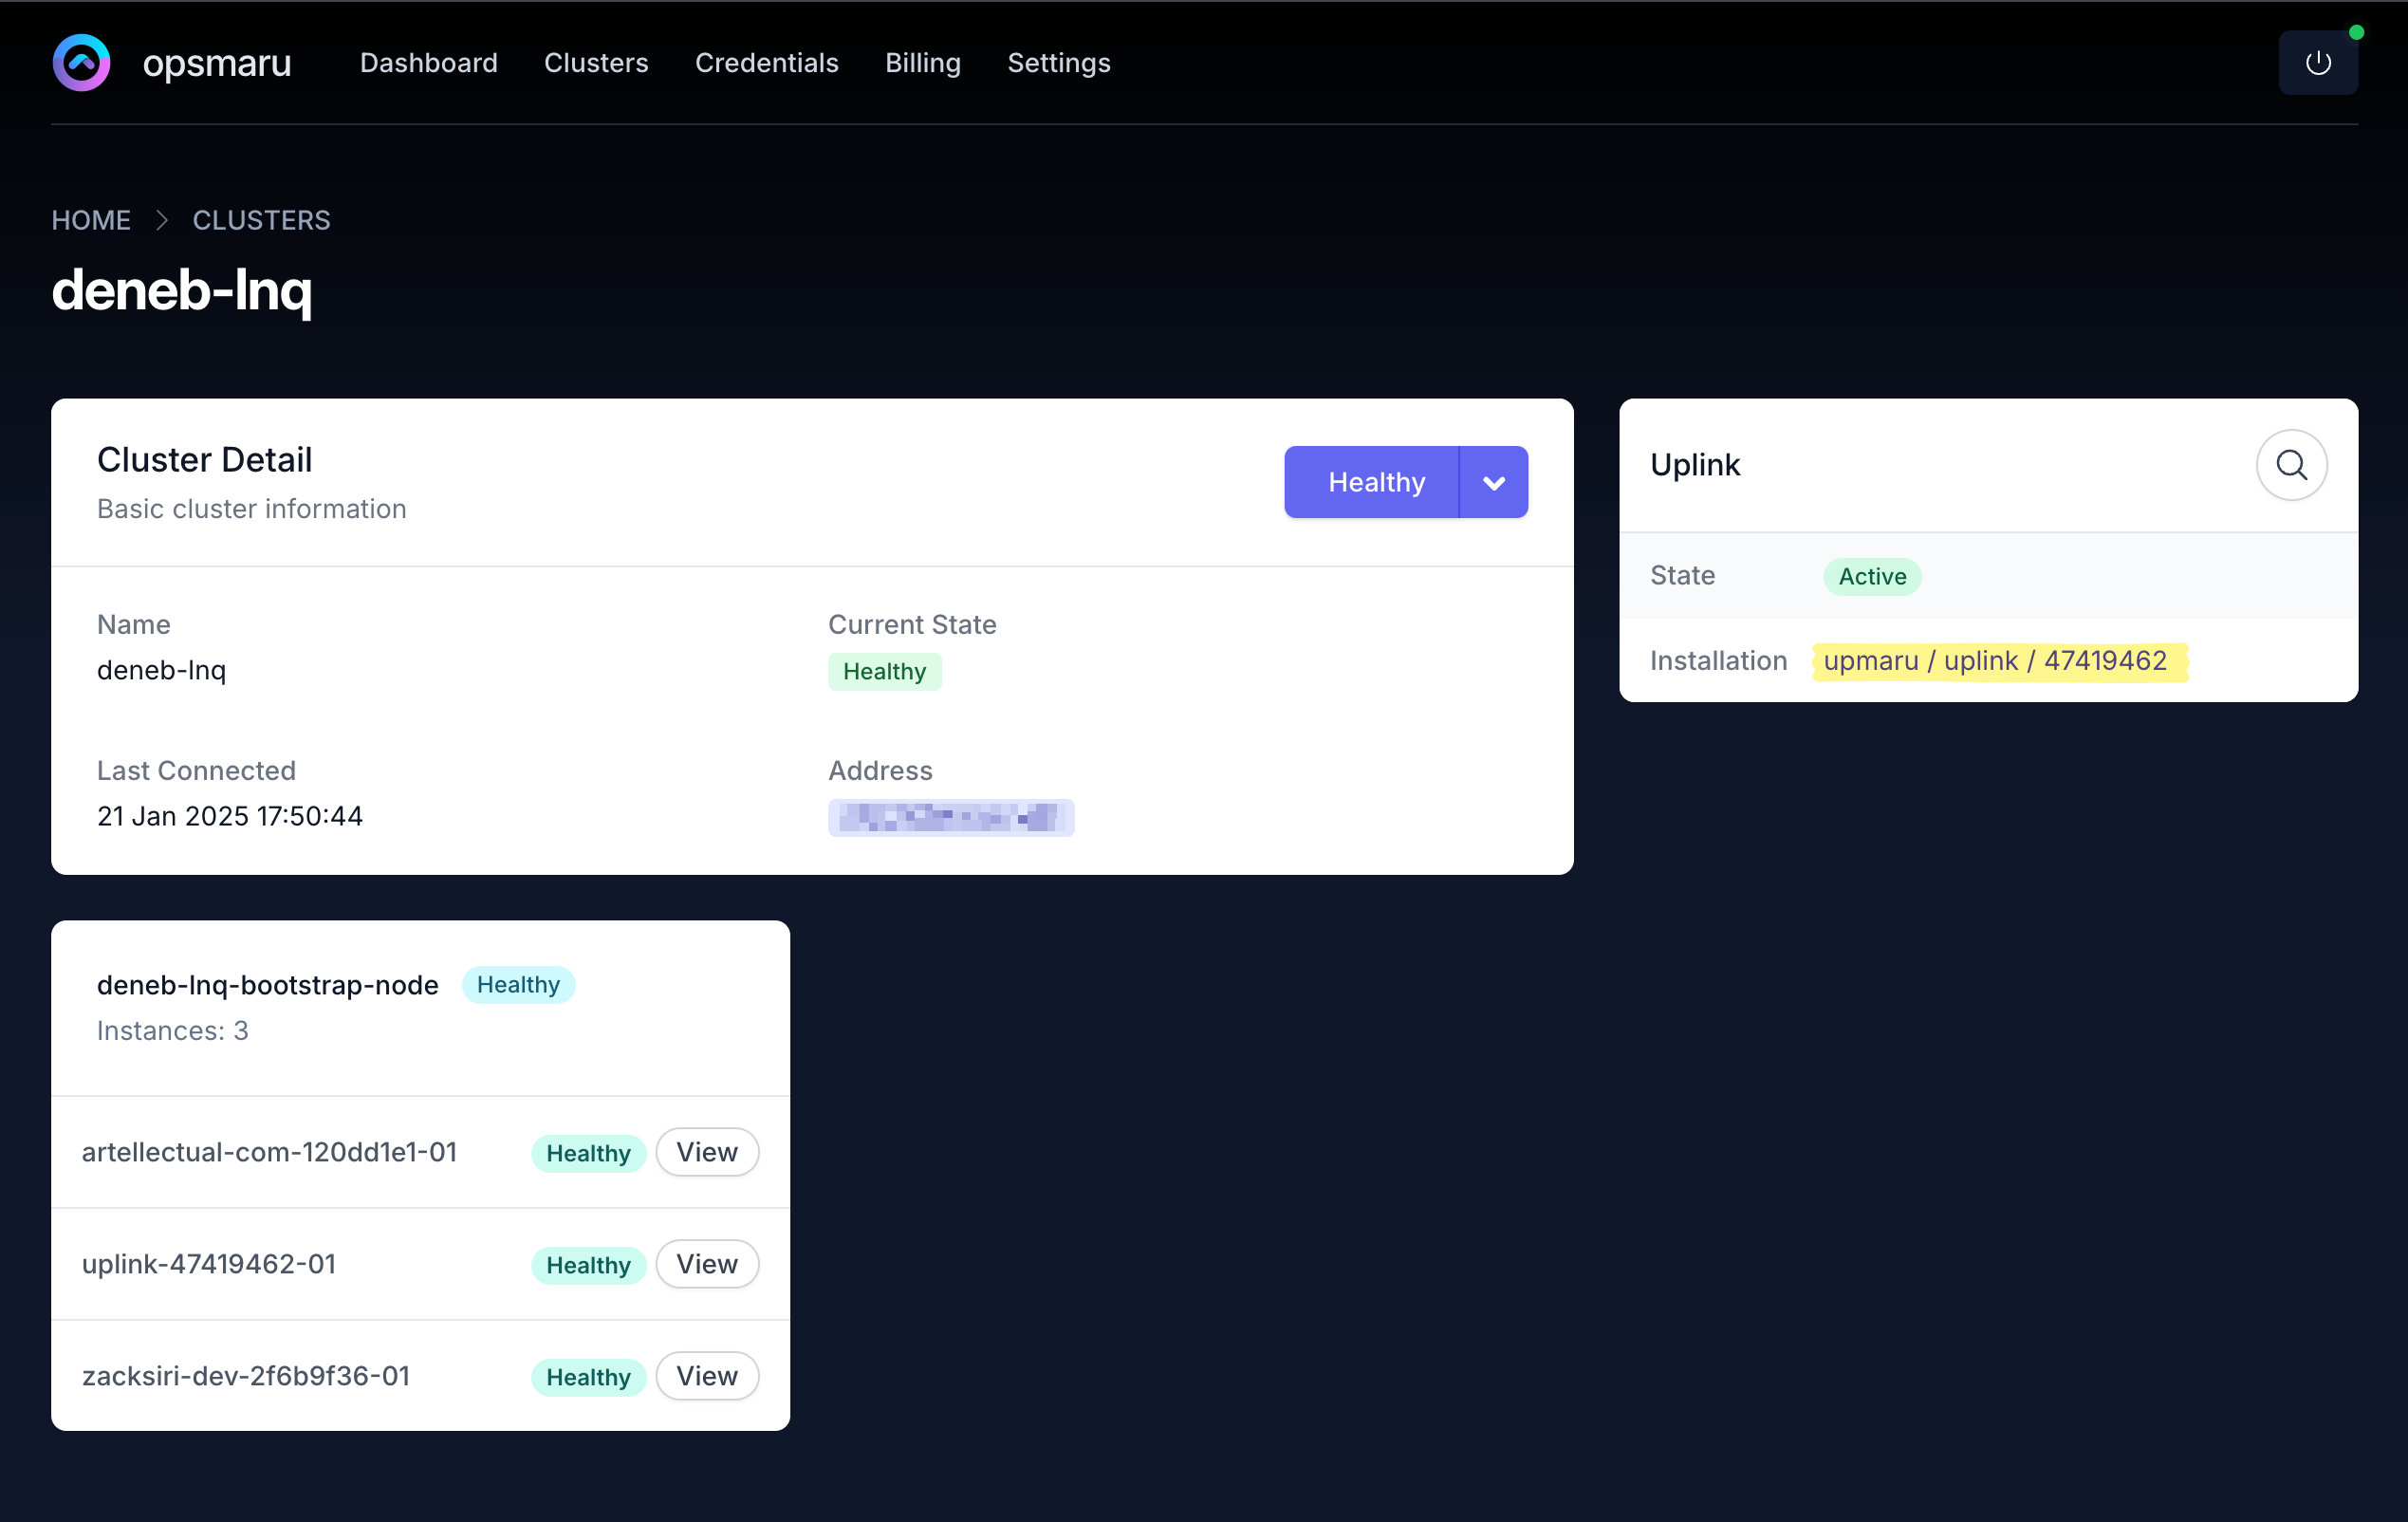 opsmaru Dashboard Clusters Credentials Billing Settings
HOME CLUSTERS
deneb-lnq
Cluster Detail
Basic cluster information
Healthy
Name
deneb-lnq
Current State
Healthy
Last Connected
21 Jan 2025 17:50:44
Address
Uplink
State Active
Installation upmaru / uplink / 47419462
deneb-lnq-bootstrap-node Healthy
Instances: 3
artellectual-com-120dd1e1-01 Healthy View
uplink-47419462-01 Healthy View
zacksiri-dev-2f6b9f36-01 Healthy View